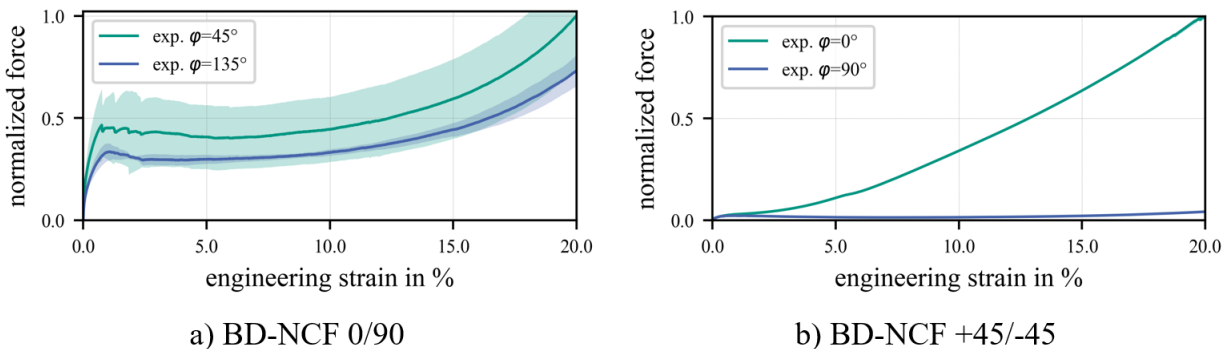 1.0
exp. φ=45°
exp. φ=135°
normalized force
0.5
0.0
0.0 5.0 10.0 15.0 20.0
engineering strain in %
a) BD-NCF 0/90
1.0
exp. φ=0°
exp. φ=90°
normalized force
0.5
0.0
0.0 5.0 10.0 15.0 20.0
engineering strain in %
b) BD-NCF +45/-45